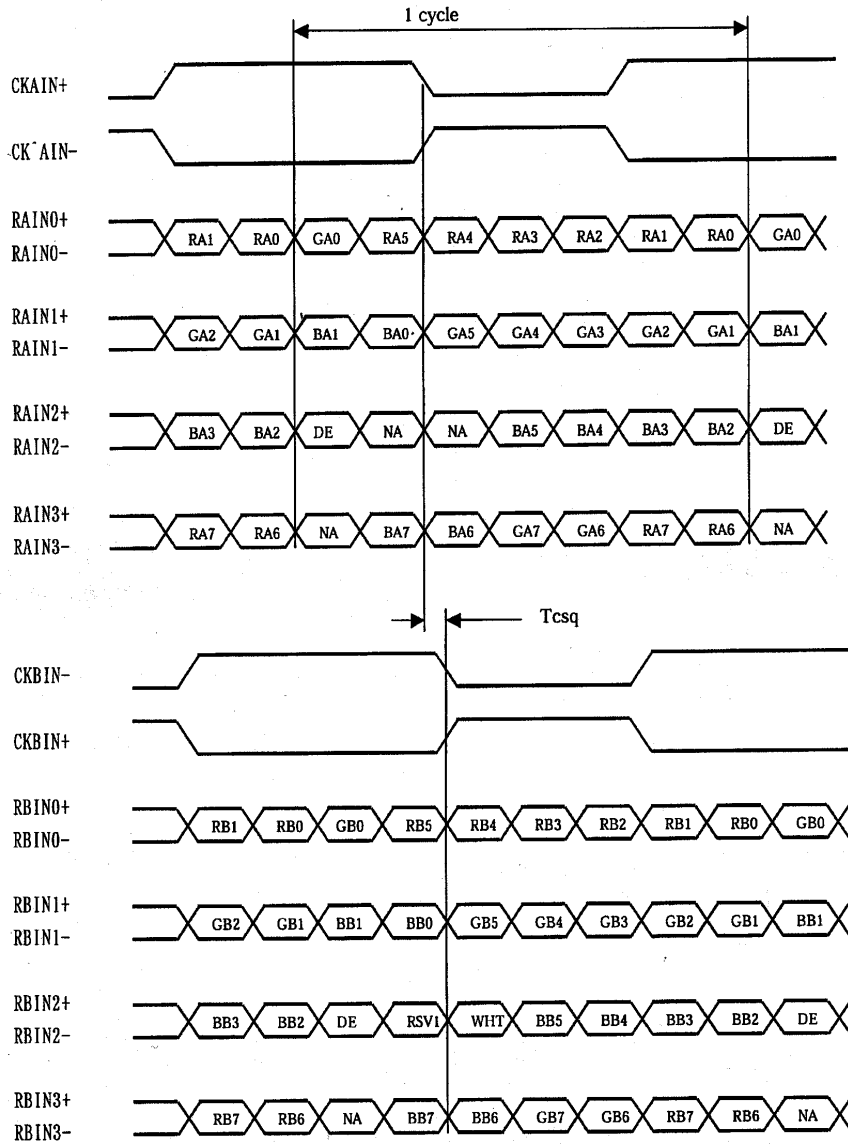 1 cycle
CKAIN+
CKˆAIN-
RAIN0+
RA1 RA0 GA0 RA5 RA4 RA3 RA2 RA1 RA0 GA0
RAIN0-
RAIN1+
GA2 GA1 BA1 BA0 GA5 GA4 GA3 GA2 GA1 BA1
RAIN1-
RAIN2+
BA3 BA2 DE NA NA BA5 BA4 BA3 BA2 DE
RAIN2-
RAIN3+
RA7 RA6 NA BA7 BA6 GA7 GA6 RA7 RA6 NA
RAIN3-
Tcsq
CKBIN-
CKBIN+
RBIN0+
RB1 RB0 GB0 RB5 RB4 RB3 RB2 RB1 RB0 GB0
RBIN0-
RBIN1+
GB2 GB1 BB1 BB0 GB5 GB4 GB3 GB2 GB1 BB1
RBIN1-
RBIN2+
BB3 BB2 DE RSV1 WHT BB5 BB4 BB3 BB2 DE
RBIN2-
RBIN3+
RB7 RB6 NA BB7 BB6 GB7 GB6 RB7 RB6 NA
RBIN3-